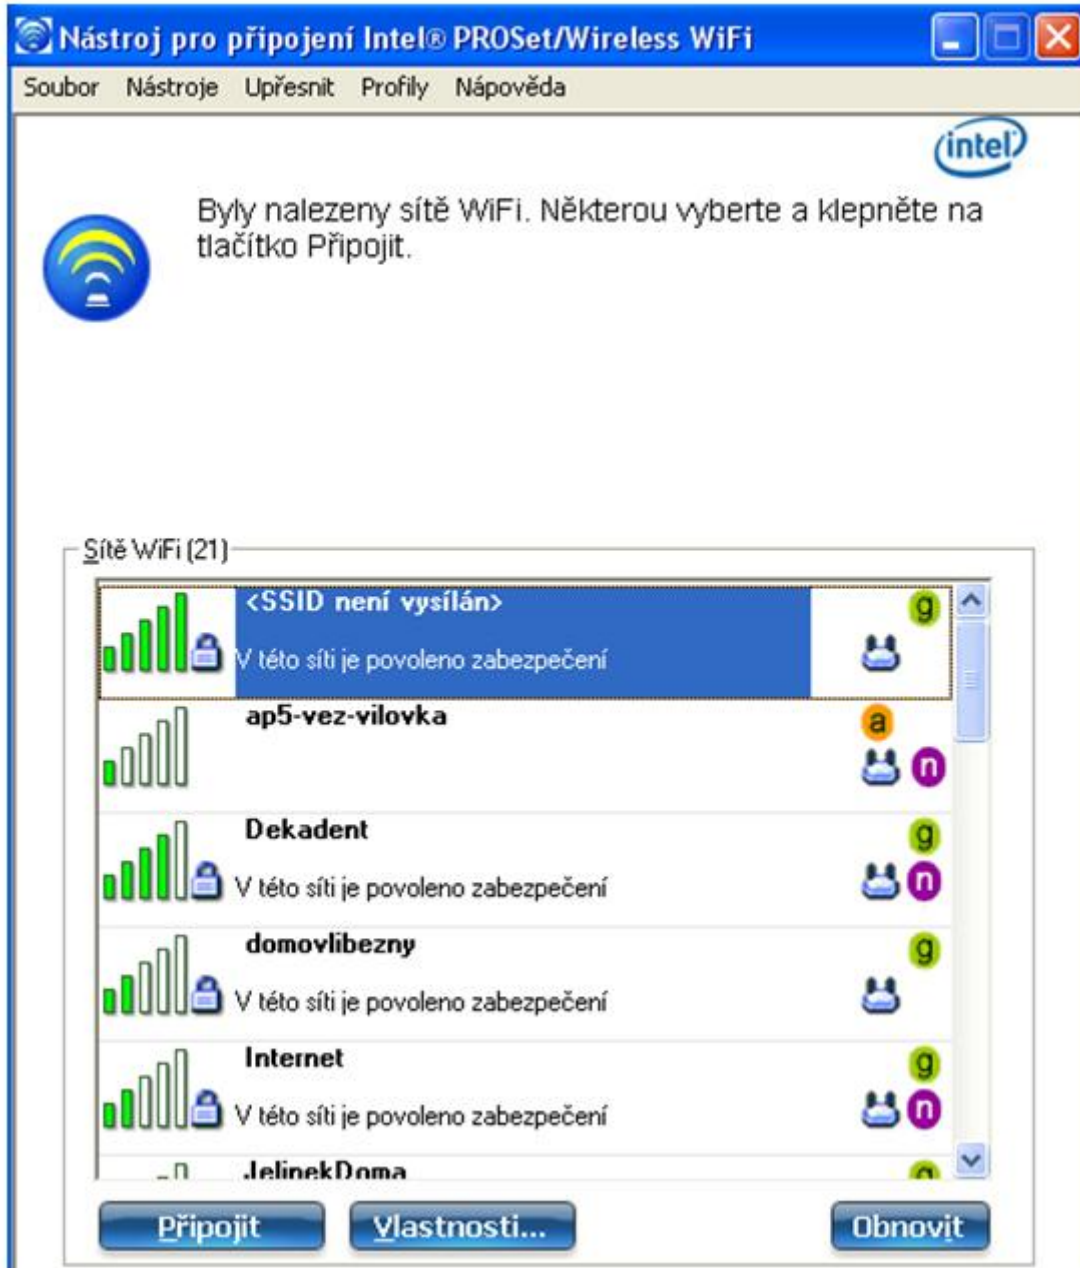 Nástroj pro připojení Intel® PROSet/Wireless WiFi
Soubor Nástroje Upřesnit Profily Nápověda
intel
Byly nalezeny sítě WiFi. Některou vyberte a klepněte na
tlačítko Připojit.
Sítě WiFi (21)
<SSID není vysílán> g
V této síti je povoleno zabezpečení
ap5-vez-vilovka a
n
Dekadent g
V této síti je povoleno zabezpečení n
domovlibezny g
V této síti je povoleno zabezpečení
Internet g
V této síti je povoleno zabezpečení n
JelinekDoma g
Připojit Vlastnosti... Obnovit